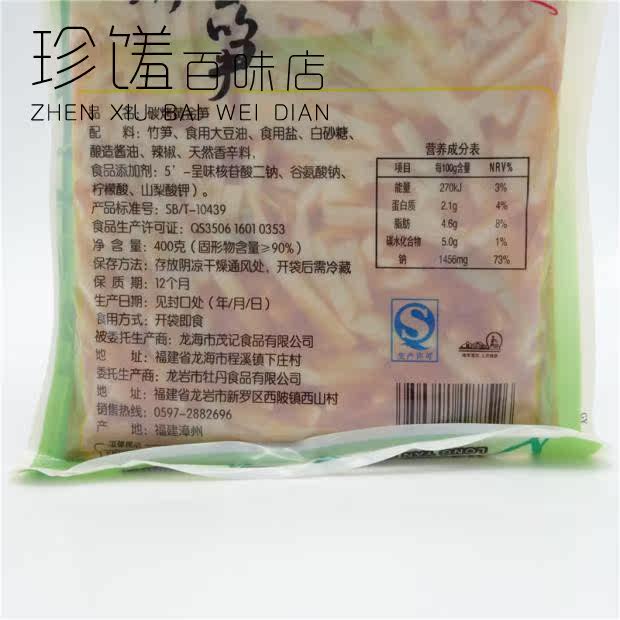 笋
珍馐百味店
ZHEN XIU BAI WEI DIAN
配 料：竹笋、食用大豆油、食用盐、白砂糖、
酿造酱油、辣椒、天然香辛料，
食品添加剂：5'-呈味核苷酸二钠、谷氨酸钠、
柠檬酸、山梨酸钾）。
产品标准号：SB/T-10439
食品生产许可证：QS3506 1601 0353
净 含 量：400克（固形物含量≥90%）
保存方法：存放阴凉干燥通风处，开袋后需冷藏
保 质 期：12个月
生产日期：见封口处（年/月/日）
食用方式：开袋即食
被委托生产商：龙海市茂记食品有限公司
地 址：福建省龙海市程溪镇下庄村
委托生产商：龙岩市牡丹食品有限公司
地 址：福建省龙岩市新罗区西陂镇西山村
销售热线：0597-2882696
产 地：福建漳州
营养成分表
项目 每100g含量 NRV%
能量 270kJ 3%
蛋白质 2.1g 4%
脂肪 4.6g 8%
碳水化合物 5.0g 1%
钠 1456mg 73%
生产许可